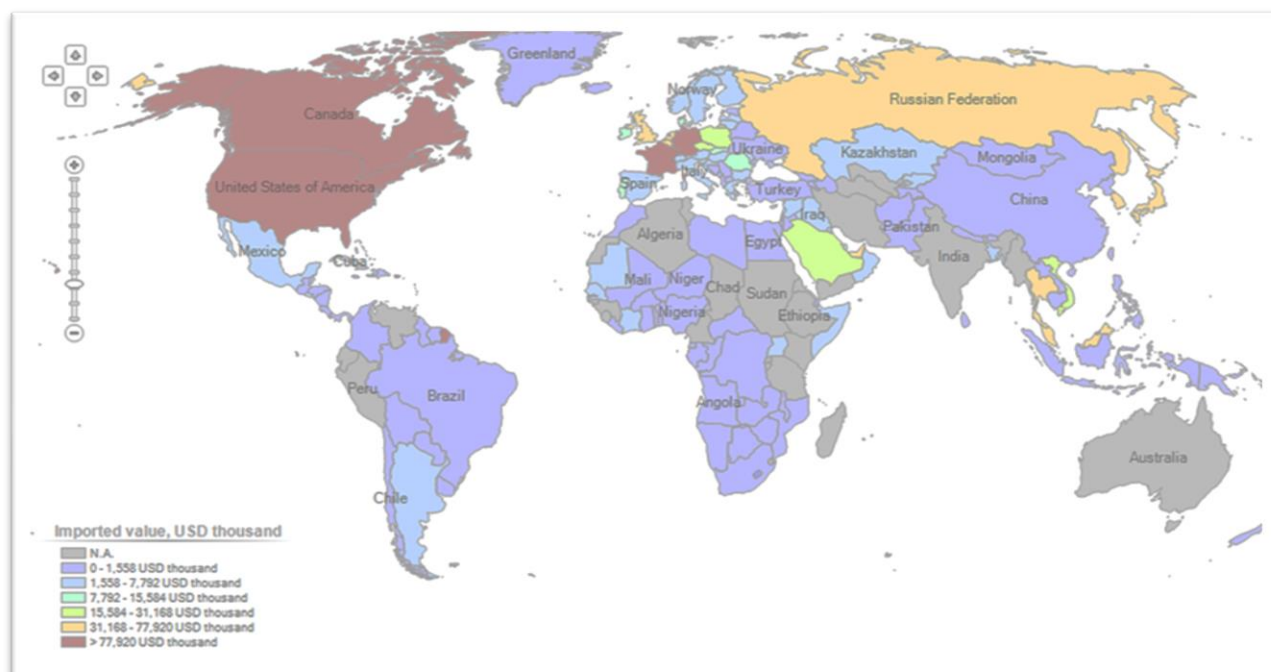 Greenland
Norway
Canada
Russian Federation
Ukraine
Kazakhstan
Mongolia
United States of America
Spain
Italy
Turkey
China
Iraq
Pakistan
Mexico
Algeria
Egypt
Cuba
India
Mali
Niger
Chad
Sudan
Nigeria
Ethiopia
Peru
Brazil
Angola
Australia
Chile
Imported value, USD thousand
N.A.
0 - 1,558 USD thousand
1,558 - 7,792 USD thousand
7,792 - 15,584 USD thousand
15,584 - 31,168 USD thousand
31,168 - 77,920 USD thousand
> 77,920 USD thousand